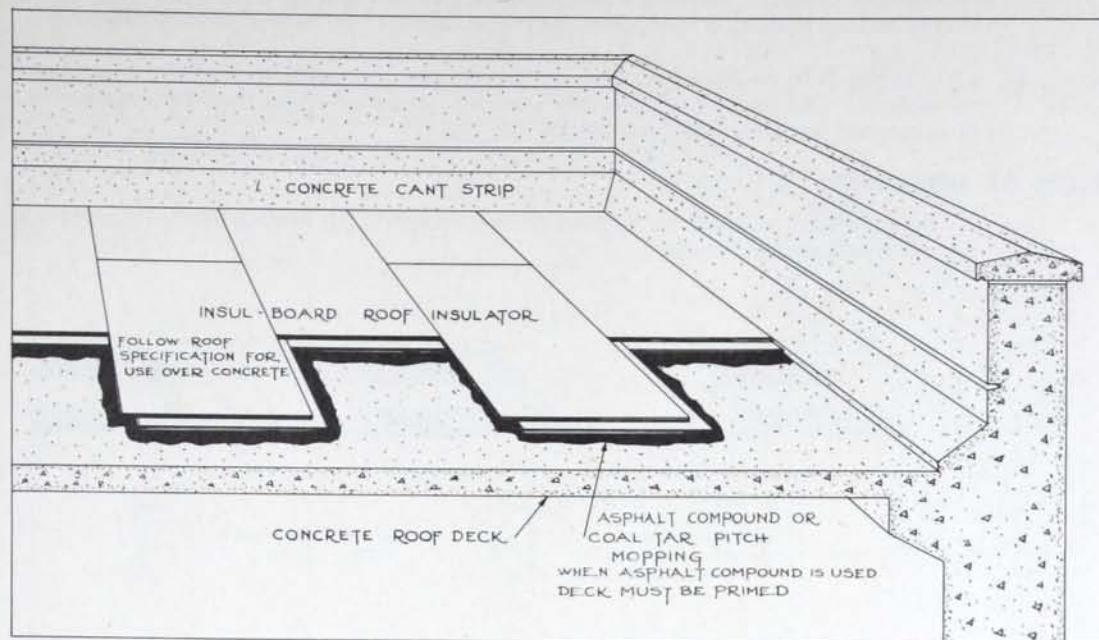 CONCRETE CANT STRIP
INSUL-BOARD ROOF INSULATOR
FOLLOW ROOF
SPECIFICATION FOR
USE OVER CONCRETE
CONCRETE ROOF DECK
ASPHALT COMPOUND OR
COAL TAR PITCH
MOPPING
WHEN ASPHALT COMPOUND IS USED
DECK MUST BE PRIMED